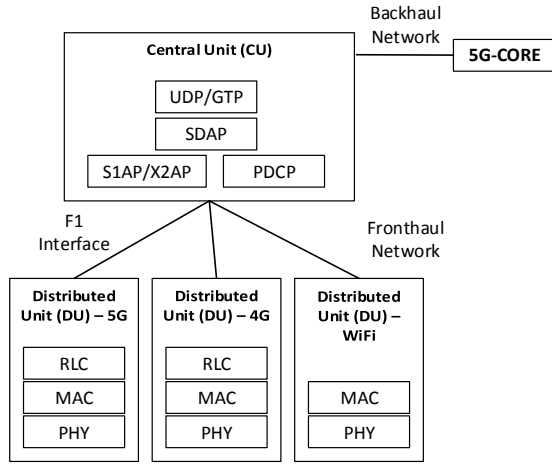 Backhaul
Network
Central Unit (CU)
5G-CORE
UDP/GTP
SDAP
S1AP/X2AP
PDCP
F1
Interface
Fronthaul
Network
Distributed
Unit (DU) – 5G
RLC
MAC
PHY
Distributed
Unit (DU) – 4G
RLC
MAC
PHY
Distributed
Unit (DU) –
WiFi
MAC
PHY